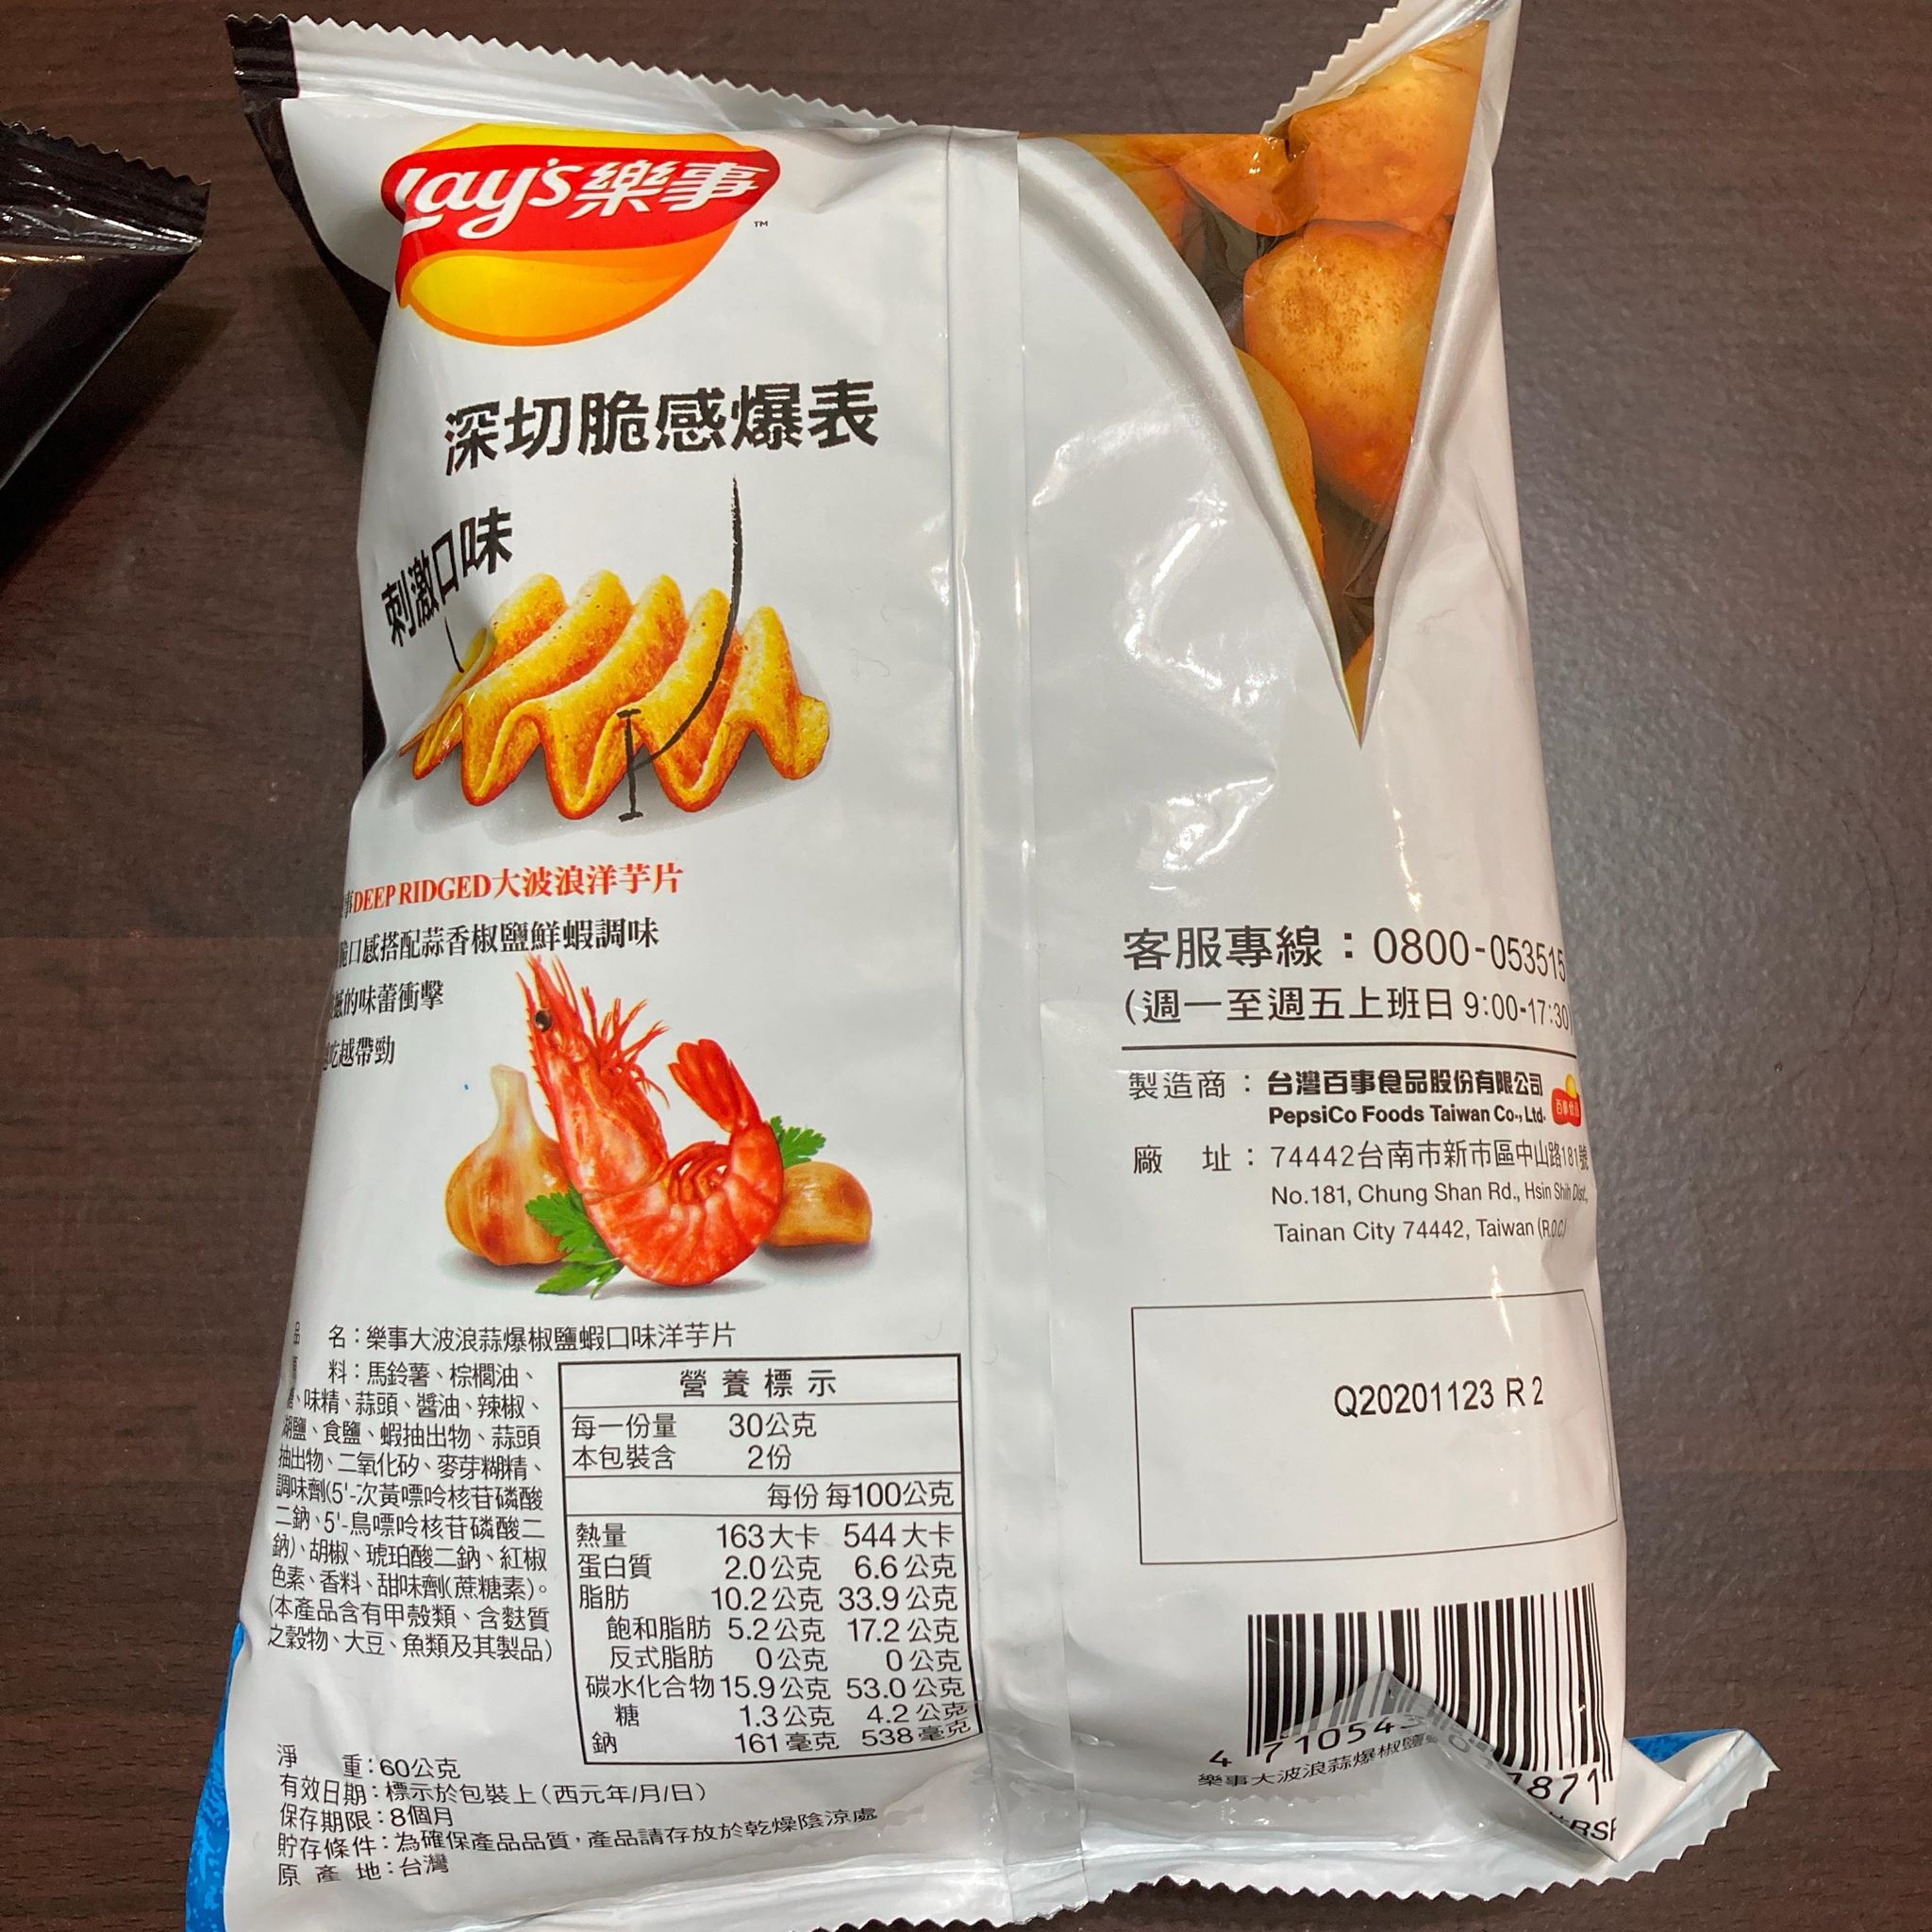 Lay's 樂事
TM
深切脆感爆表
刺激口味
事DEEP RIDGED大波浪洋芋片
脆口感搭配蒜香椒鹽鮮蝦調味
的味蕾衝擊
吃越帶勁
品 名：樂事大波浪蒜爆椒鹽蝦口味洋芋片
料：馬鈴薯、棕櫚油、
、味精、蒜頭、醬油、辣椒、
湖鹽、食鹽、蝦抽出物、蒜頭
抽出物、二氧化矽、麥芽糊精、
調味劑(5'-次黃嘌呤核苷磷酸
二鈉、5'-鳥嘌呤核苷磷酸二
鈉)、胡椒、琥珀酸二鈉、紅椒
色素、香料、甜味劑(蔗糖素)。
(本產品含有甲殼類、含麩質
之穀物、大豆、魚類及其製品)
營養標示
每一份量 30公克
本包裝含 2份
每份 每100公克
熱量 163大卡 544大卡
蛋白質 2.0公克 6.6公克
脂肪 10.2公克 33.9公克
飽和脂肪 5.2公克 17.2公克
反式脂肪 0公克 0公克
碳水化合物 15.9公克 53.0公克
糖 1.3公克 4.2公克
鈉 161毫克 538毫克
淨 重：60公克
有效日期：標示於包裝上(西元年/月/日)
保存期限：8個月
貯存條件：為確保產品品質，產品請存放於乾燥陰涼處
原產地：台灣
客服專線：0800-053515
(週一至週五上班日 9:00-17:30)
製造商：台灣百事食品股份有限公司
PepsiCo Foods Taiwan Co., Ltd.
百事食品
廠 址：74442台南市新市區中山路181號
No.181, Chung Shan Rd., Hsin Shih Dist.,
Tainan City 74442, Taiwan (R.O.C)
Q20201123 R2
4 710543 871
樂事大波浪蒜爆椒鹽